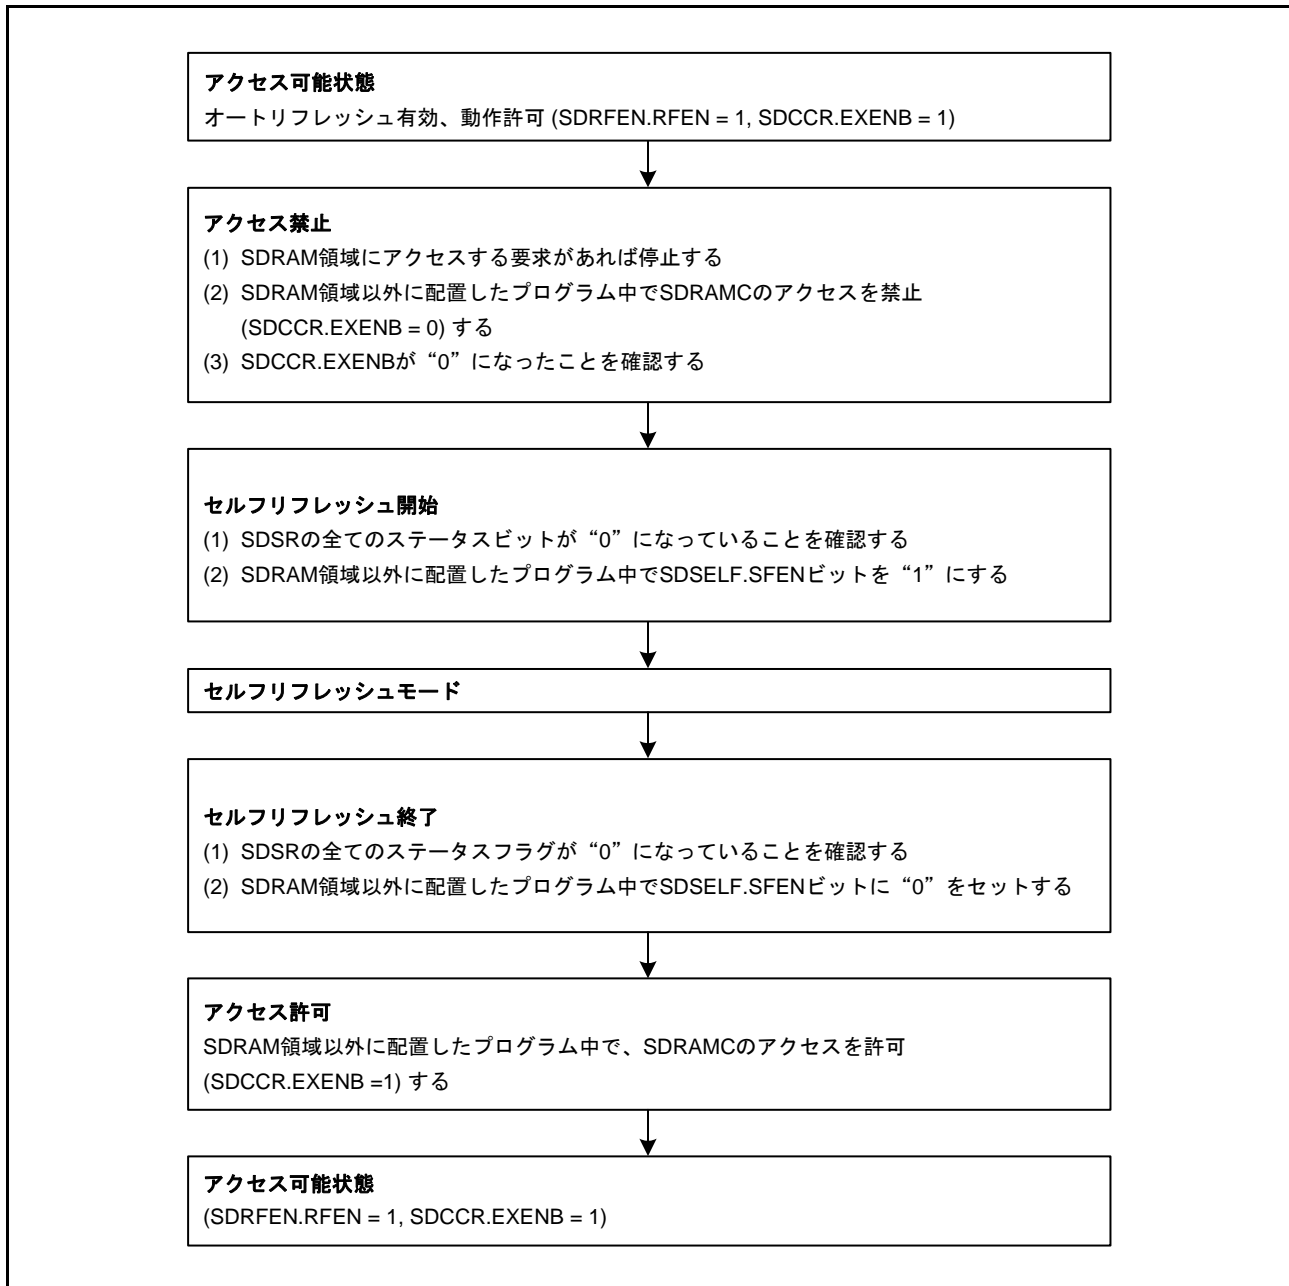 アクセス可能状態
オートリフレッシュ有効、動作許可 (SDRFEN.RFEN = 1, SDCCR.EXENB = 1)
アクセス禁止
(1) SDRAM領域にアクセスする要求があれば停止する
(2) SDRAM領域以外に配置したプログラム中でSDRAMCのアクセスを禁止
(SDCCR.EXENB = 0) する
(3) SDCCR.EXENBが“0”になったことを確認する
セルフリフレッシュ開始
(1) SDSRの全てのステータスビットが“0”になっていることを確認する
(2) SDRAM領域以外に配置したプログラム中でSDSELF.SFENビットを“1”にする
セルフリフレッシュモード
セルフリフレッシュ終了
(1) SDSRの全てのステータスフラグが“0”になっていることを確認する
(2) SDRAM領域以外に配置したプログラム中でSDSELF.SFENビットに“0”をセットする
アクセス許可
SDRAM領域以外に配置したプログラム中で、SDRAMCのアクセスを許可
(SDCCR.EXENB =1) する
アクセス可能状態
(SDRFEN.RFEN = 1, SDCCR.EXENB = 1)